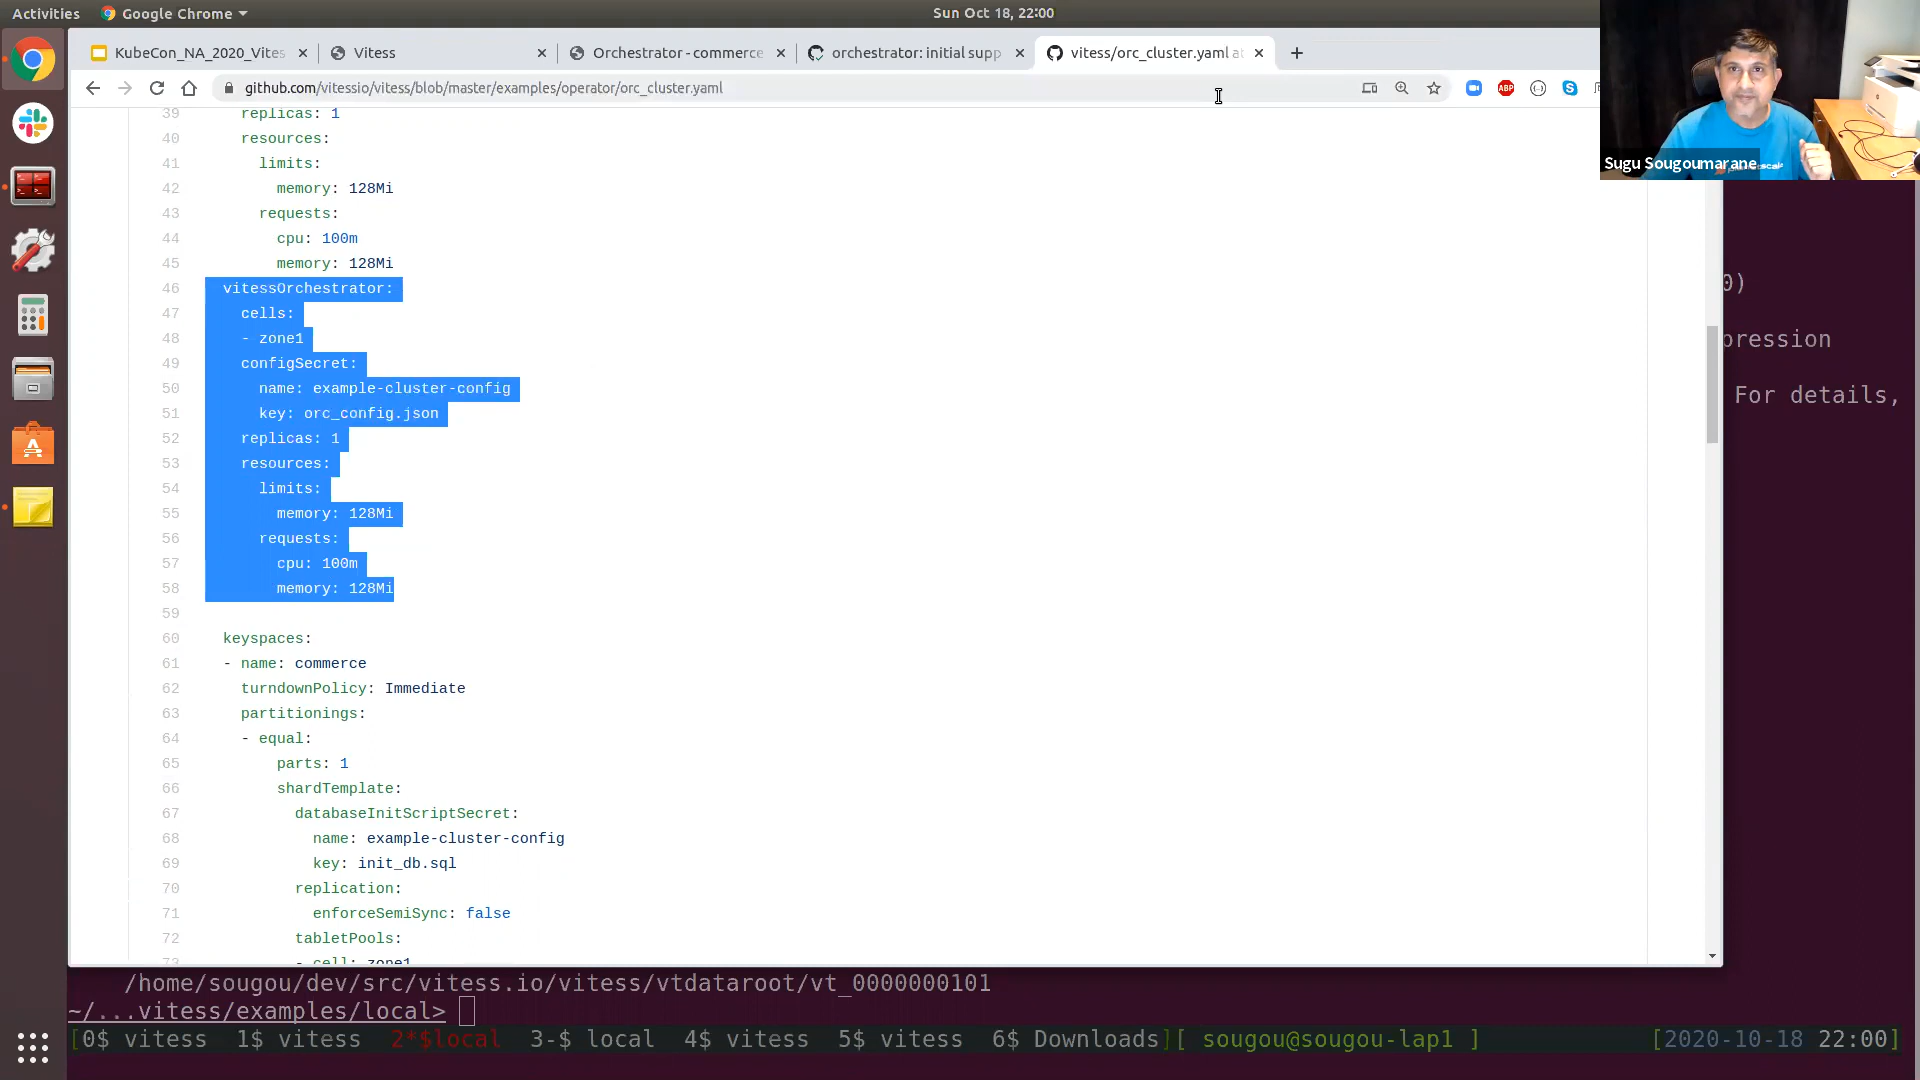 Activities Google Chrome Sun Oct 18, 22:00
KubeCon_NA_2020_Vites Vitess Orchestrator - commerce orchestrator: initial supp vitess/orc_cluster.yaml at
github.com/vitessio/vitess/blob/master/examples/operator/orc_cluster.yaml
ABP
Sugu Sougoumarane
39 replicas: 1
40 resources:
41 limits:
42 memory: 128Mi
43 requests:
44 cpu: 100m
45 memory: 128Mi
46 vitessOrchestrator:
47 cells:
48 - zone1
49 configSecret:
50 name: example-cluster-config
51 key: orc_config.json
52 replicas: 1
53 resources:
54 limits:
55 memory: 128Mi
56 requests:
57 cpu: 100m
58 memory: 128Mi
59
60 keyspaces:
61 - name: commerce
62 turndownPolicy: Immediate
63 partitionings:
64 - equal:
65 parts: 1
66 shardTemplate:
67 databaseInitScriptSecret:
68 name: example-cluster-config
69 key: init_db.sql
70 replication:
71 enforceSemiSync: false
72 tabletPools:
73 - cell: zone1
0)
pression
For details,
/home/sougou/dev/src/vitess.io/vitess/vtdataroot/vt_0000000101
~/...vitess/examples/local>
[0$ vitess 1$ vitess 2*$local 3-$ local 4$ vitess 5$ vitess 6$ Downloads][ sougou@sougou-lap1 ] [2020-10-18 22:00]